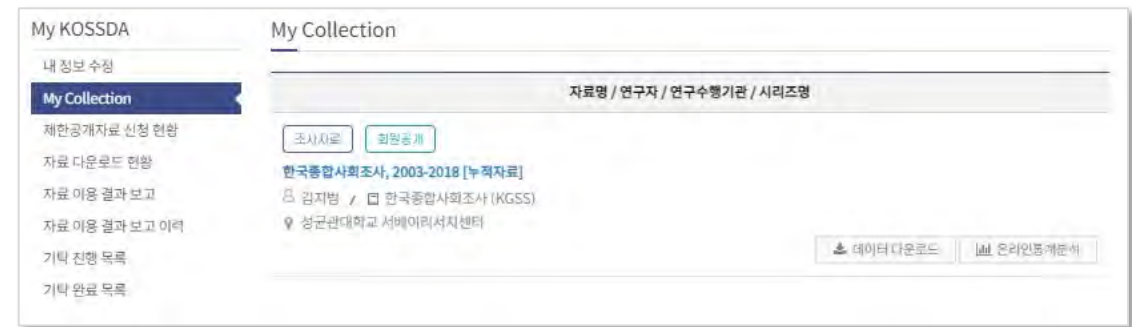 My KOSSDA
내 정보 수정
My Collection
제한공개자료 신청 현황
자료 다운로드 현황
자료 이용 결과 보고
자료 이용 결과 보고 이력
기탁 진행 목록
기탁 완료 목록
My Collection
자료명 / 연구자 / 연구수행기관 / 시리즈명
조사자료 회원공개
한국종합사회조사, 2003-2018 [누적자료]
김지범 / 한국종합사회조사 (KGSS)
성균관대학교 서베이리서치센터
데이터 다운로드 온라인통계분석